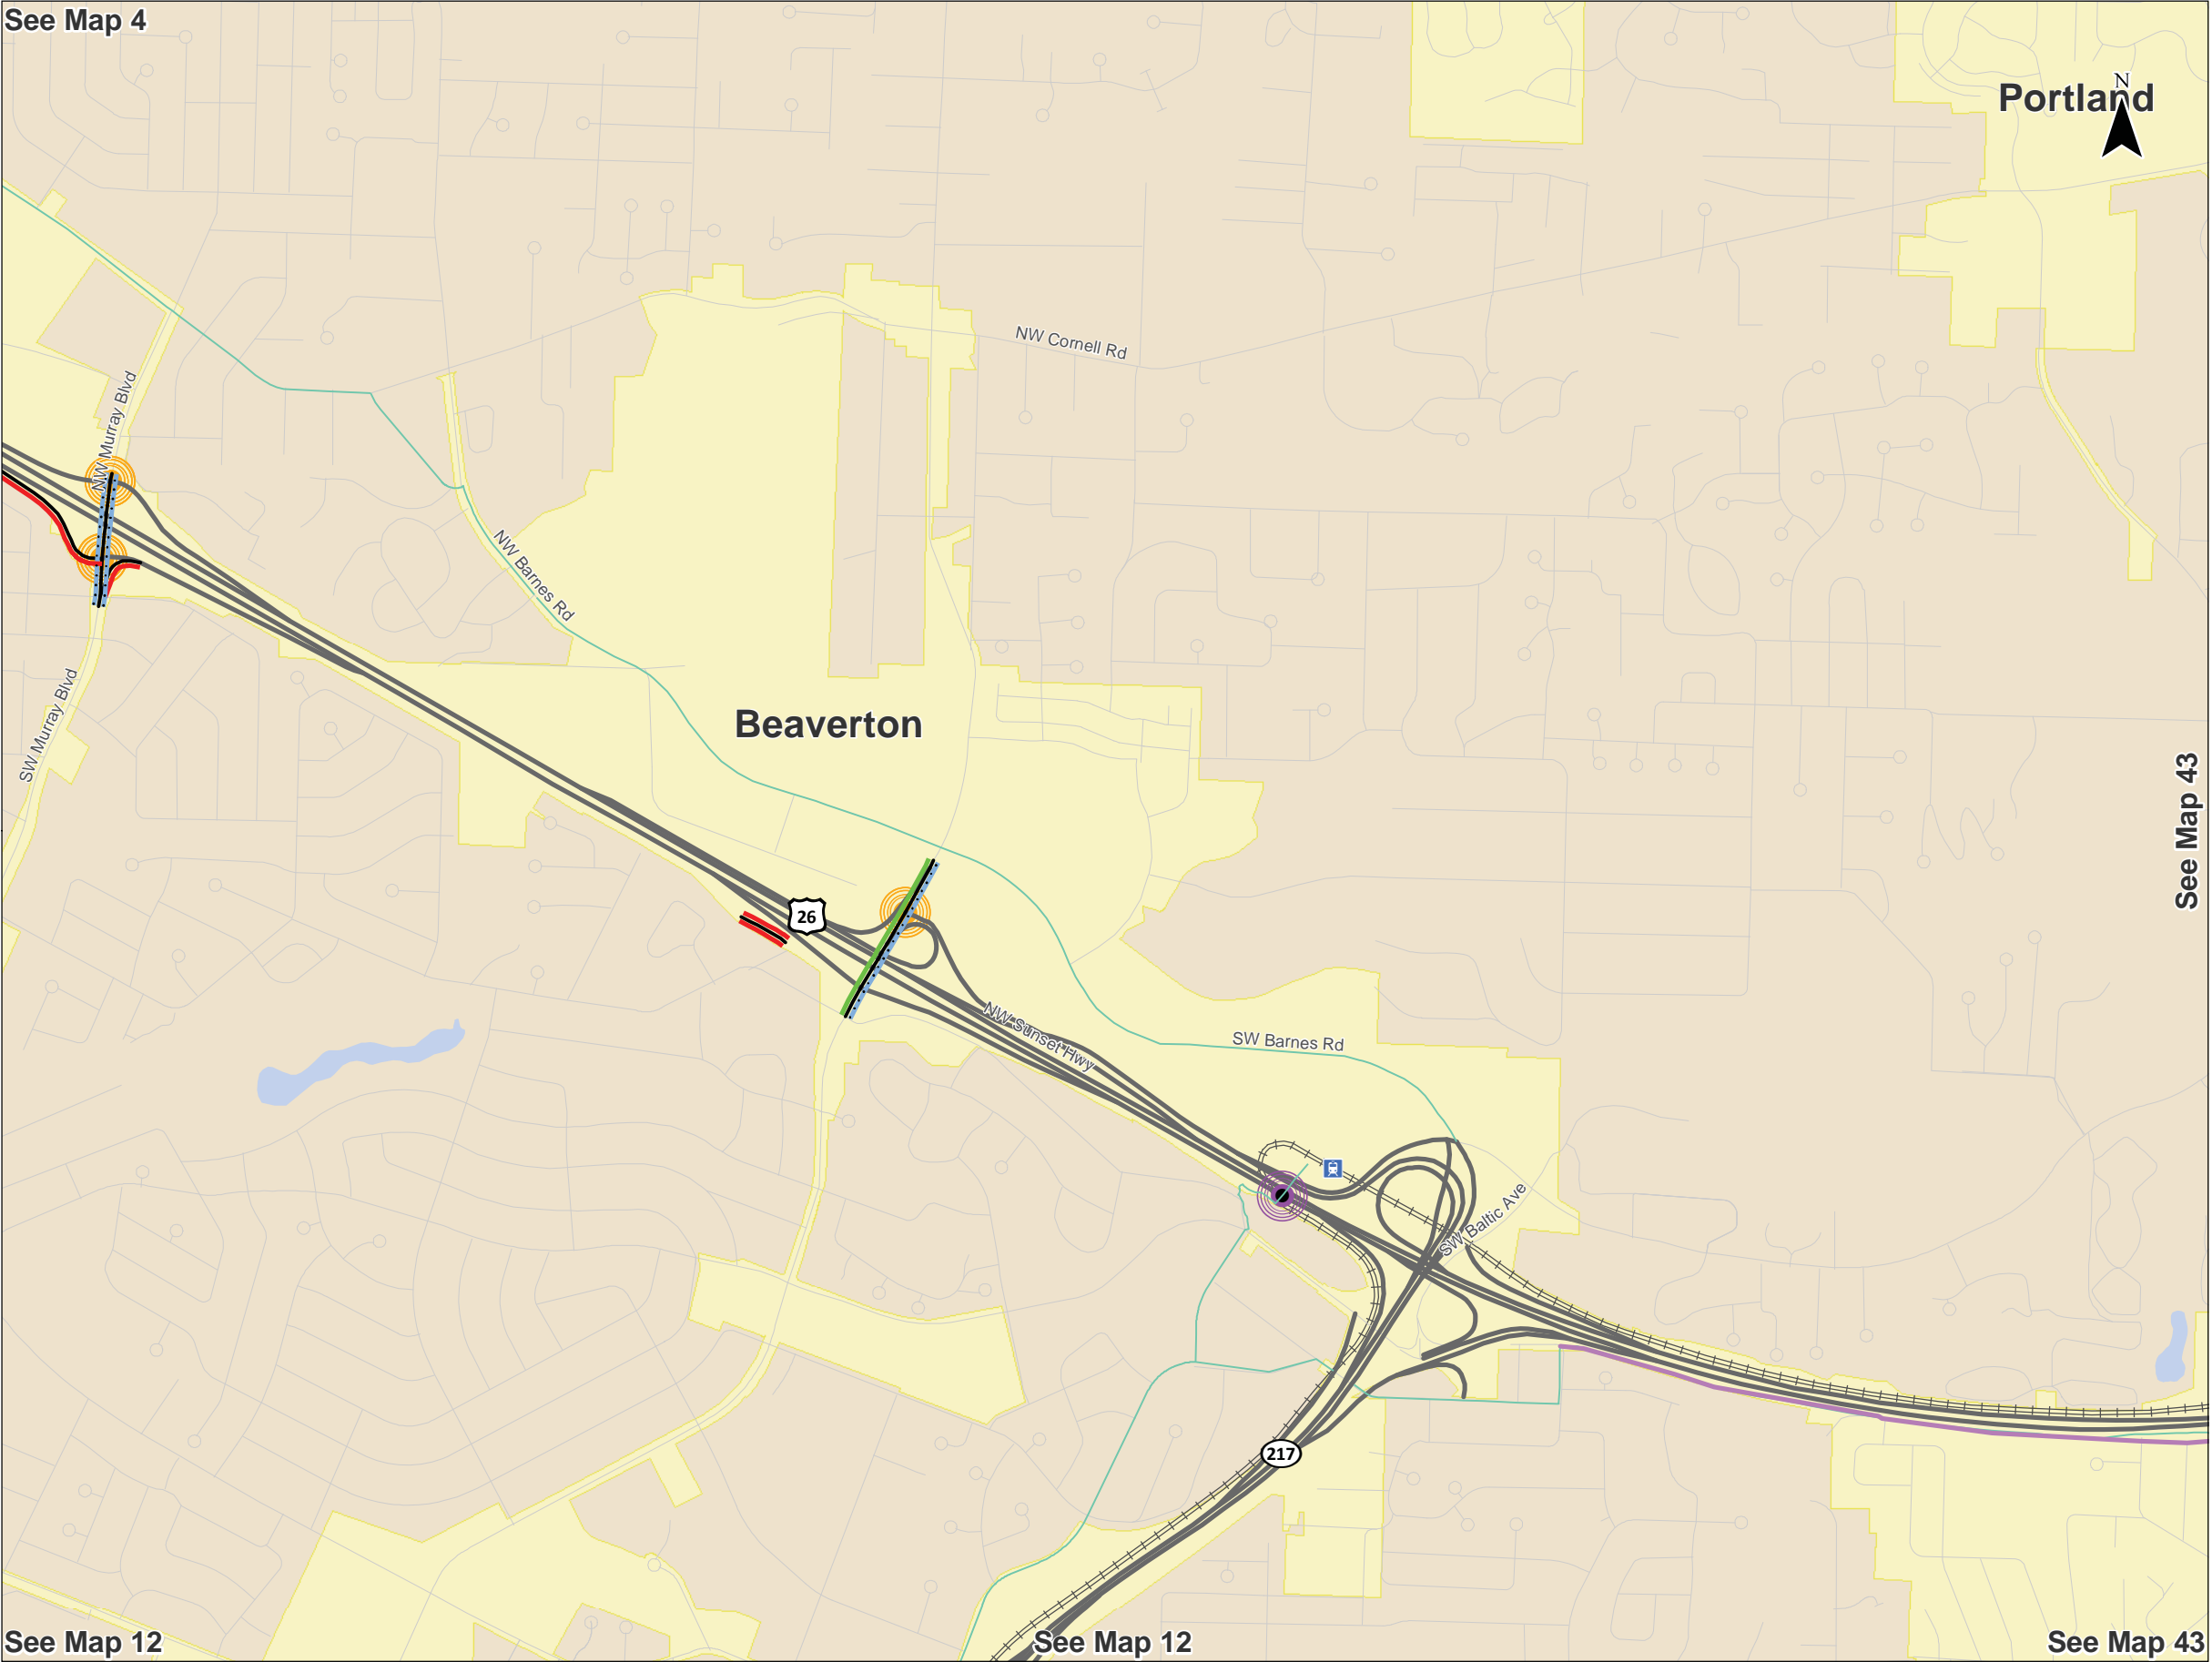 See Map 4
N
Portland
NW Cornell Rd
NW Murray Blvd
NW Barnes Rd
SW Murray Blvd
Beaverton
See Map 43
26
NW Sunset Hwy
SW Barnes Rd
SW Baltic Ave
217
See Map 12
See Map 12
See Map 43